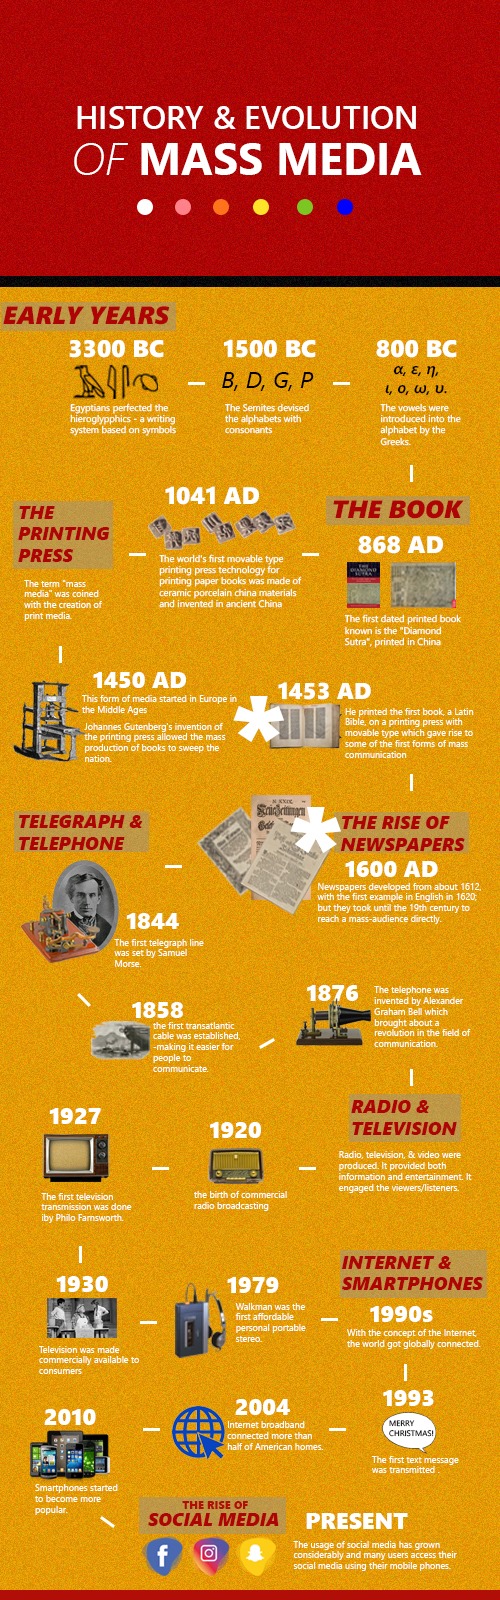 HISTORY & EVOLUTION
OF MASS MEDIA
EARLY YEARS
3300 BC
Egyptians perfected the
hieroglypphics - a writing
system based on symbols
1500 BC
B, D, G, P
The Semites devised
the alphabets with
consonants
800 BC
α, ε, η,
ι, ο, ω, υ.
The vowels were
introduced into the
alphabet by the
Greeks.
THE BOOK
868 AD
THE
DIAMOND
SUTRA
The first dated printed book
known is the "Diamond
Sutra", printed in China
1041 AD
The world's first movable type
printing press technology for
printing paper books was made of
ceramic porcelain china materials
and invented in ancient China
THE
PRINTING
PRESS
The term "mass
media" was coined
with the creation of
print media.
1450 AD
This form of media started in Europe in
the Middle Ages
Johannes Gutenberg's invention of
the printing press allowed the mass
production of books to sweep the
nation.
1453 AD
He printed the first book, a Latin
Bible, on a printing press with
movable type which gave rise to
some of the first forms of mass
communication
THE RISE OF
NEWSPAPERS
1600 AD
Newspapers developed from about 1612,
with the first example in English in 1620;
but they took until the 19th century to
reach a mass-audience directly.
TELEGRAPH &
TELEPHONE
1844
The first telegraph line
was set by Samuel
Morse.
1858
the first transatlantic
cable was established,
-making it easier for
people to
communicate.
1876
The telephone was
invented by Alexander
Graham Bell which
brought about a
revolution in the field of
communication.
RADIO &
TELEVISION
Radio, television, & video were
produced. It provided both
information and entertainment. It
engaged the viewers/listeners.
1920
the birth of commercial
radio broadcasting
1927
The first television
transmission was done
iby Philo Farnsworth.
1930
Television was made
commercially available to
consumers
1979
Walkman was the
first affordable
personal portable
stereo.
INTERNET &
SMARTPHONES
1990s
With the concept of the Internet,
the world got globally connected.
1993
MERRY
CHRISTMAS!
The first text message
was transmitted .
2004
Internet broadband
connected more than
half of American homes.
2010
Smartphones started
to become more
popular.
THE RISE OF
SOCIAL MEDIA
PRESENT
The usage of social media has grown
considerably and many users access their
social media using their mobile phones.